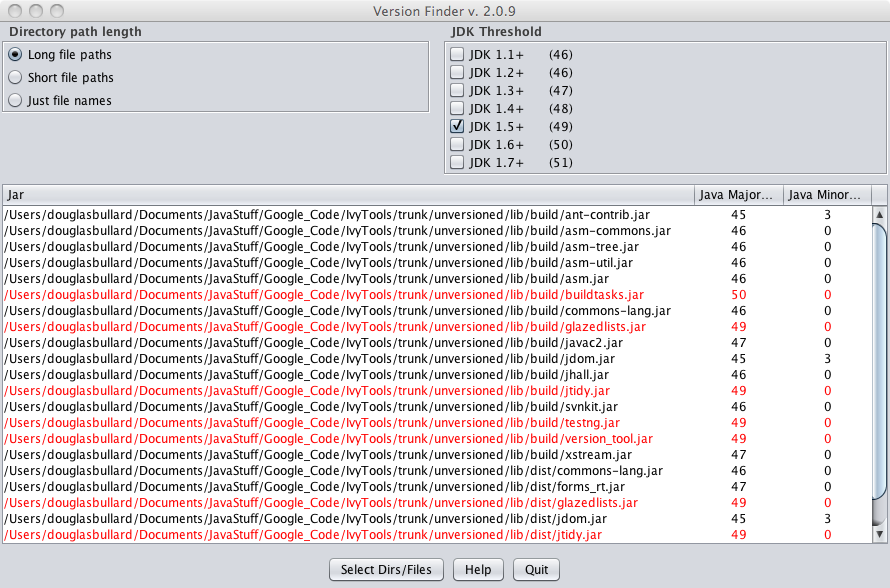 Version Finder v. 2.0.9
Directory path length
Long file paths
Short file paths
Just file names
JDK Threshold
JDK 1.1+ (46)
JDK 1.2+ (46)
JDK 1.3+ (47)
JDK 1.4+ (48)
JDK 1.5+ (49)
JDK 1.6+ (50)
JDK 1.7+ (51)
Jar Java Major... Java Minor...
/Users/douglasbullard/Documents/JavaStuff/Google_Code/IvyTools/trunk/unversioned/lib/build/ant-contrib.jar 45 3
/Users/douglasbullard/Documents/JavaStuff/Google_Code/IvyTools/trunk/unversioned/lib/build/asm-commons.jar 46 0
/Users/douglasbullard/Documents/JavaStuff/Google_Code/IvyTools/trunk/unversioned/lib/build/asm-tree.jar 46 0
/Users/douglasbullard/Documents/JavaStuff/Google_Code/IvyTools/trunk/unversioned/lib/build/asm-util.jar 46 0
/Users/douglasbullard/Documents/JavaStuff/Google_Code/IvyTools/trunk/unversioned/lib/build/asm.jar 46 0
/Users/douglasbullard/Documents/JavaStuff/Google_Code/IvyTools/trunk/unversioned/lib/build/buildtasks.jar 50 0
/Users/douglasbullard/Documents/JavaStuff/Google_Code/IvyTools/trunk/unversioned/lib/build/commons-lang.jar 46 0
/Users/douglasbullard/Documents/JavaStuff/Google_Code/IvyTools/trunk/unversioned/lib/build/glazedlists.jar 49 0
/Users/douglasbullard/Documents/JavaStuff/Google_Code/IvyTools/trunk/unversioned/lib/build/javac2.jar 47 0
/Users/douglasbullard/Documents/JavaStuff/Google_Code/IvyTools/trunk/unversioned/lib/build/jdom.jar 45 3
/Users/douglasbullard/Documents/JavaStuff/Google_Code/IvyTools/trunk/unversioned/lib/build/jhall.jar 46 0
/Users/douglasbullard/Documents/JavaStuff/Google_Code/IvyTools/trunk/unversioned/lib/build/jtidy.jar 49 0
/Users/douglasbullard/Documents/JavaStuff/Google_Code/IvyTools/trunk/unversioned/lib/build/svnkit.jar 46 0
/Users/douglasbullard/Documents/JavaStuff/Google_Code/IvyTools/trunk/unversioned/lib/build/testng.jar 49 0
/Users/douglasbullard/Documents/JavaStuff/Google_Code/IvyTools/trunk/unversioned/lib/build/version_tool.jar 49 0
/Users/douglasbullard/Documents/JavaStuff/Google_Code/IvyTools/trunk/unversioned/lib/build/xstream.jar 47 0
/Users/douglasbullard/Documents/JavaStuff/Google_Code/IvyTools/trunk/unversioned/lib/dist/commons-lang.jar 46 0
/Users/douglasbullard/Documents/JavaStuff/Google_Code/IvyTools/trunk/unversioned/lib/dist/forms_rt.jar 47 0
/Users/douglasbullard/Documents/JavaStuff/Google_Code/IvyTools/trunk/unversioned/lib/dist/glazedlists.jar 49 0
/Users/douglasbullard/Documents/JavaStuff/Google_Code/IvyTools/trunk/unversioned/lib/dist/jdom.jar 45 3
/Users/douglasbullard/Documents/JavaStuff/Google_Code/IvyTools/trunk/unversioned/lib/dist/jtidy.jar 49 0
Select Dirs/Files Help Quit